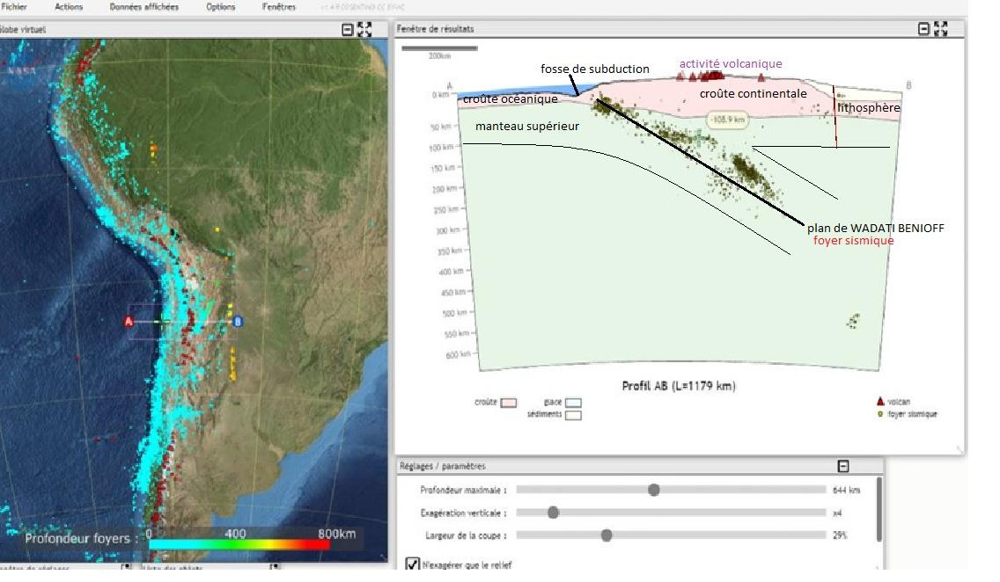 Fichier Actions Données affichées Options Fenêtres
Globe virtuel
Fenêtre de résultats
200km
A
B
fosse de subduction
activité volcanique
0 km
croûte océanique
croûte continentale
lithosphère
-108.9 km
manteau supérieur
50 km
100 km
150 km
200 km
250 km
300 km
350 km
400 km
450 km
500 km
550 km
600 km
plan de WADATI BENIOFF
foyer sismique
Profil AB (L=1179 km)
croûte
glace
sédiments
volcan
foyer sismique
A
B
Profondeur foyers :
0 400 800km
Réglages / paramètres
Profondeur maximale : 644 km
Exagération verticale : x4
Largeur de la coupe : 29%
N'exagérer que le relief